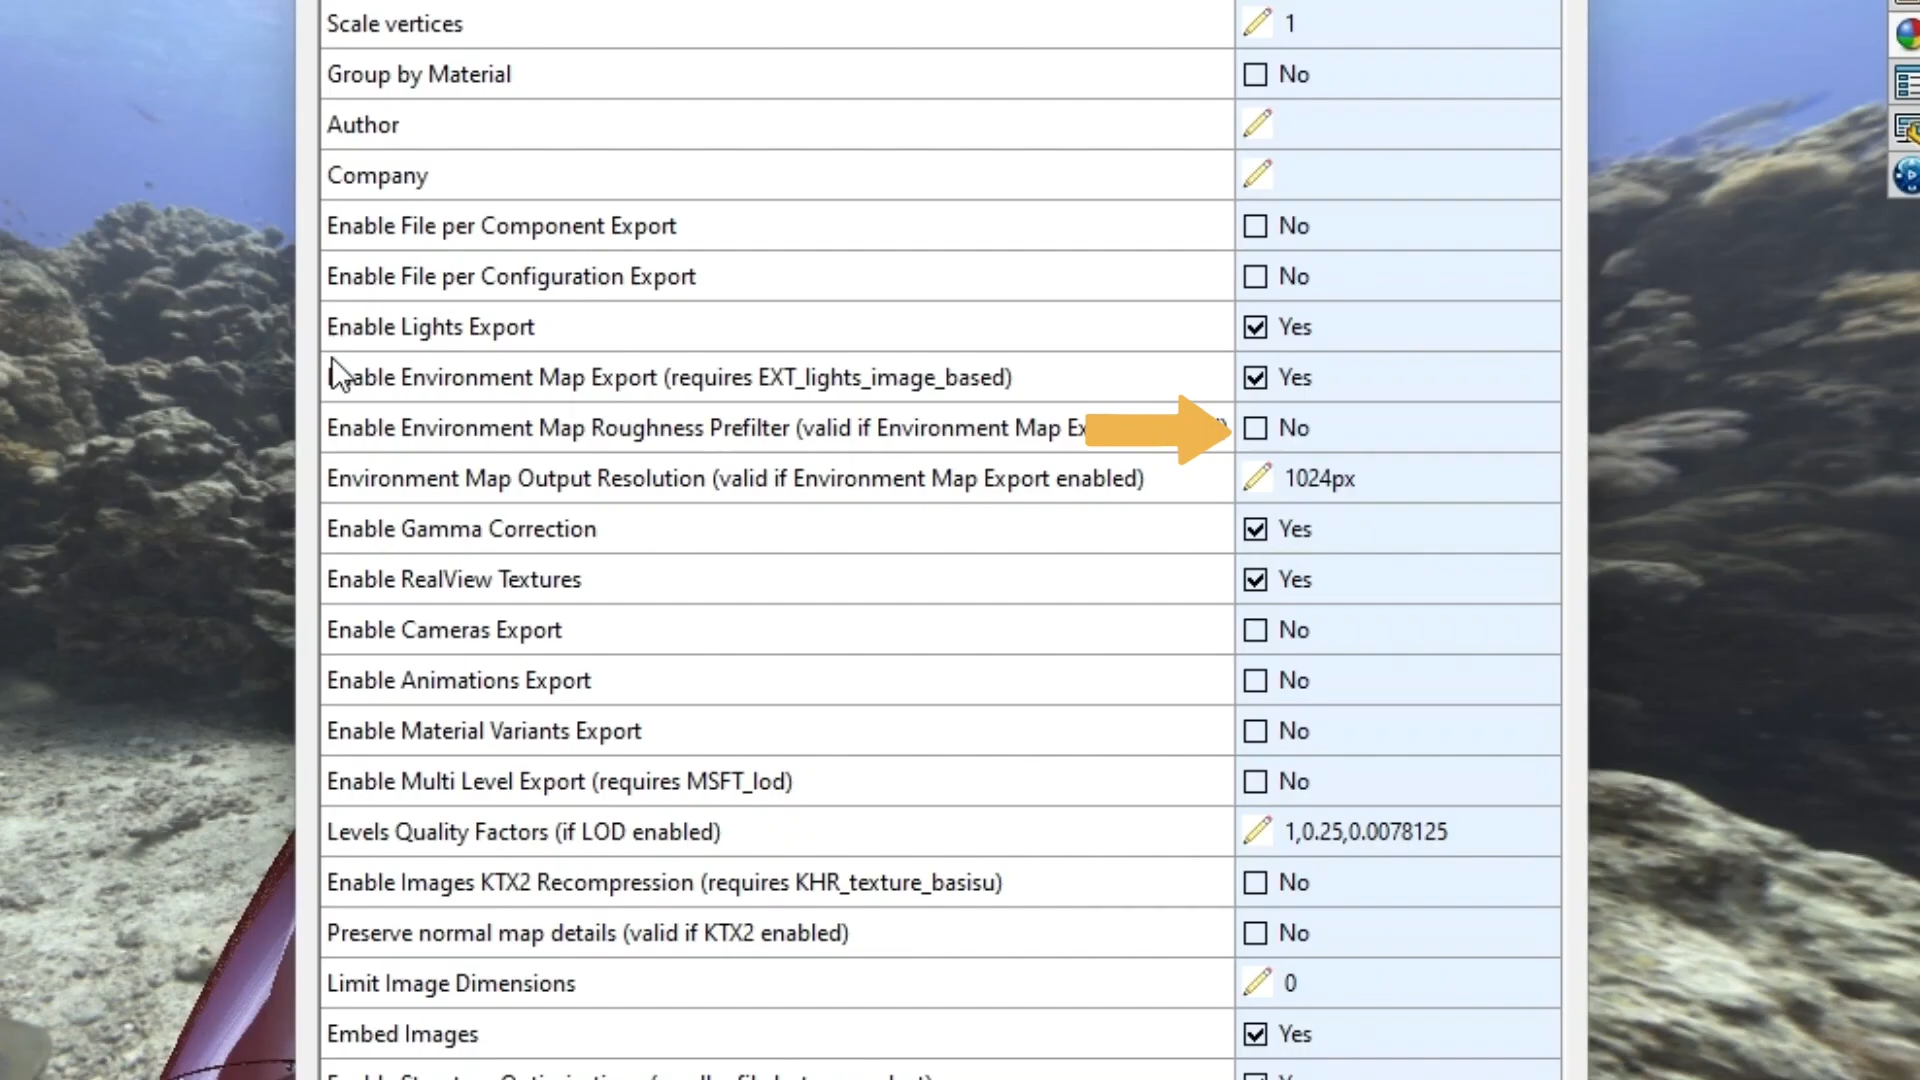 Scale vertices 1
Group by Material No
Author
Company
Enable File per Component Export No
Enable File per Configuration Export No
Enable Lights Export Yes
able Environment Map Export (requires EXT_lights_image_based) Yes
Enable Environment Map Roughness Prefilter (valid if Environment Map Ex No
Environment Map Output Resolution (valid if Environment Map Export enabled) 1024px
Enable Gamma Correction Yes
Enable RealView Textures Yes
Enable Cameras Export No
Enable Animations Export No
Enable Material Variants Export No
Enable Multi Level Export (requires MSFT_lod) No
Levels Quality Factors (if LOD enabled) 1,0.25,0.0078125
Enable Images KTX2 Recompression (requires KHR_texture_basisu) No
Preserve normal map details (valid if KTX2 enabled) No
Limit Image Dimensions 0
Embed Images Yes